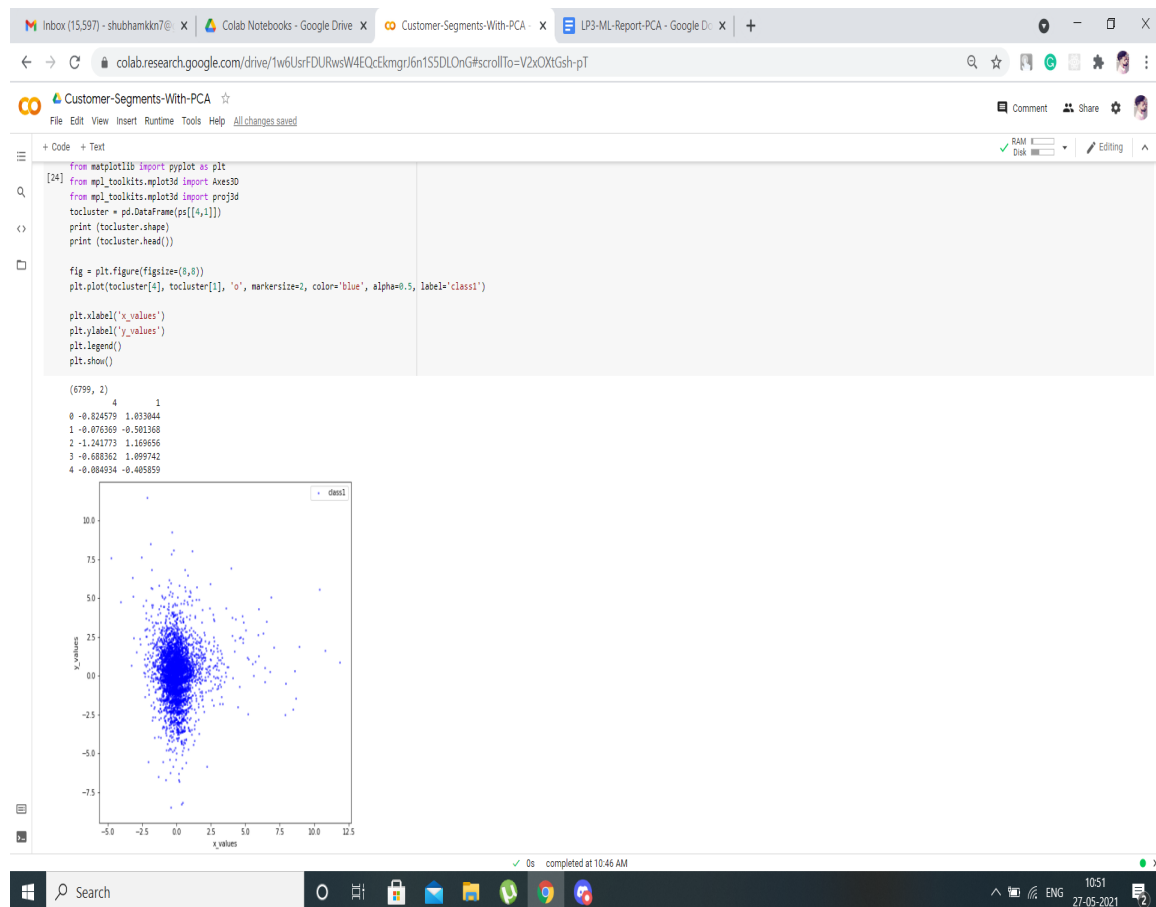 Inbox (15,597) - shubhamkkn7@ Colab Notebooks - Google Drive Customer-Segments-With-PCA - LP3-ML-Report-PCA - Google Do
colab.research.google.com/drive/1w6UsrFDURwsW4EQcEkmgrJ6n1S5DLOnG#scrollTo=V2xOXtGsh-pT
Customer-Segments-With-PCA
Comment Share
File Edit View Insert Runtime Tools Help All changes saved
+ Code + Text
RAM
Disk
Editing
[24]
from matplotlib import pyplot as plt
from mpl_toolkits.mplot3d import Axes3D
from mpl_toolkits.mplot3d import proj3d
tocluster = pd.DataFrame(ps[[4,1]])
print (tocluster.shape)
print (tocluster.head())
fig = plt.figure(figsize=(8,8))
plt.plot(tocluster[4], tocluster[1], 'o', markersize=2, color='blue', alpha=0.5, label='class1')
plt.xlabel('x_values')
plt.ylabel('y_values')
plt.legend()
plt.show()
(6799, 2)
4 1
0 -0.824579 1.033044
1 -0.076369 -0.501368
2 -1.241773 1.169656
3 -0.688362 1.099742
4 -0.084934 -0.405859
class1
10.0
7.5
5.0
2.5
0.0
−2.5
−5.0
−7.5
y_values
−5.0 −2.5 0.0 2.5 5.0 7.5 10.0 12.5
x_values
0s completed at 10:46 AM
Search
ENG
10:51
27-05-2021
2